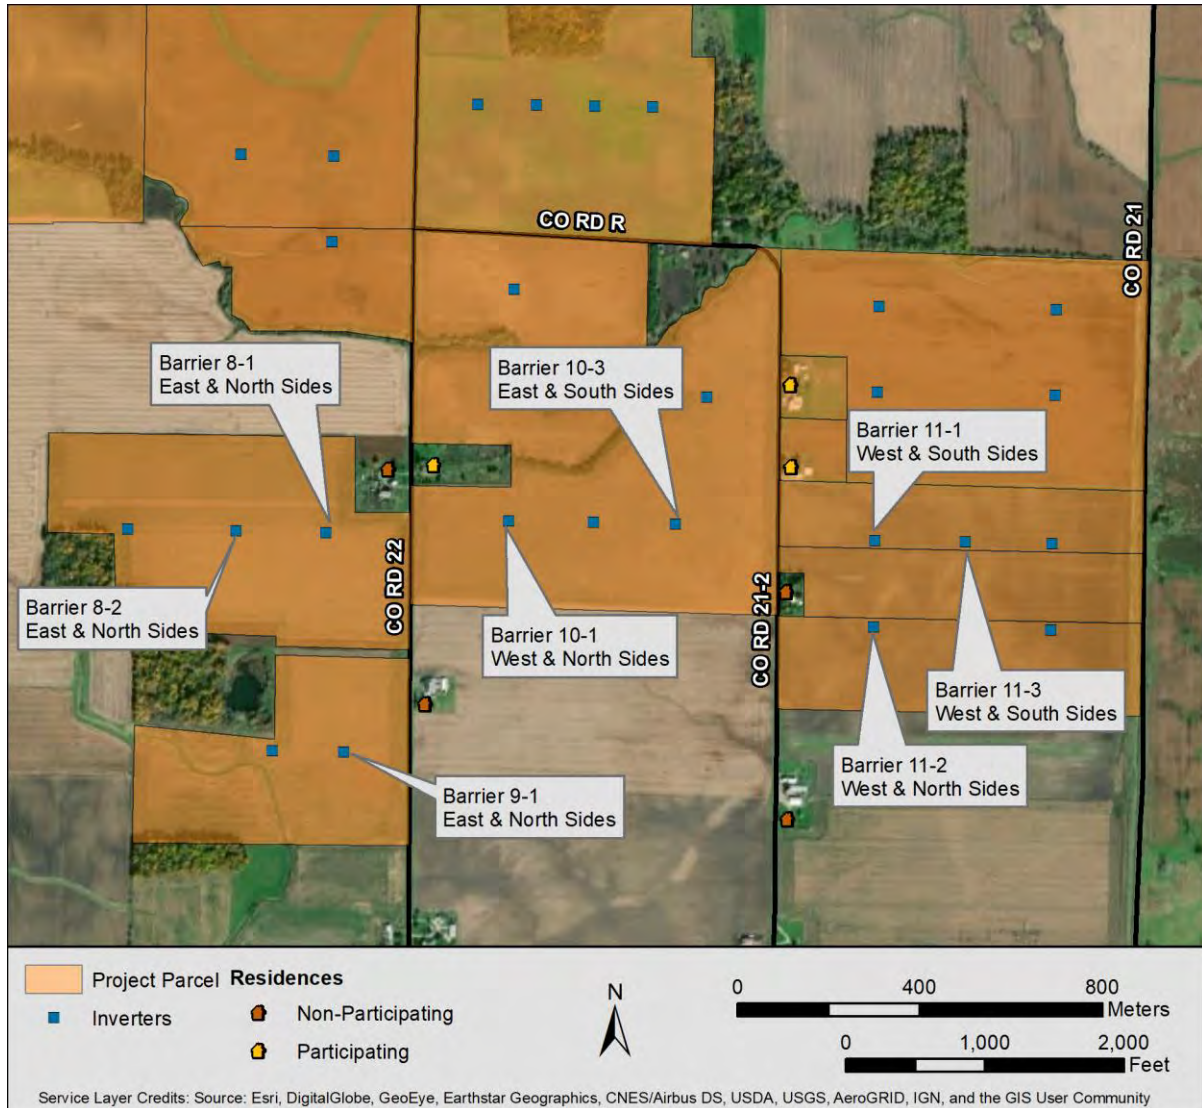 CO RD R
CO RD 21
Barrier 8-1
East & North Sides
Barrier 10-3
East & South Sides
Barrier 11-1
West & South Sides
CO RD 22
CO RD 21-2
Barrier 8-2
East & North Sides
Barrier 10-1
West & North Sides
Barrier 11-3
West & South Sides
Barrier 11-2
West & North Sides
Barrier 9-1
East & North Sides
Project Parcel
Inverters
Residences
Non-Participating
Participating
N
0 400 800
Meters
0 1,000 2,000
Feet
Service Layer Credits: Source: Esri, DigitalGlobe, GeoEye, Earthstar Geographics, CNES/Airbus DS, USDA, USGS, AeroGRID, IGN, and the GIS User Community